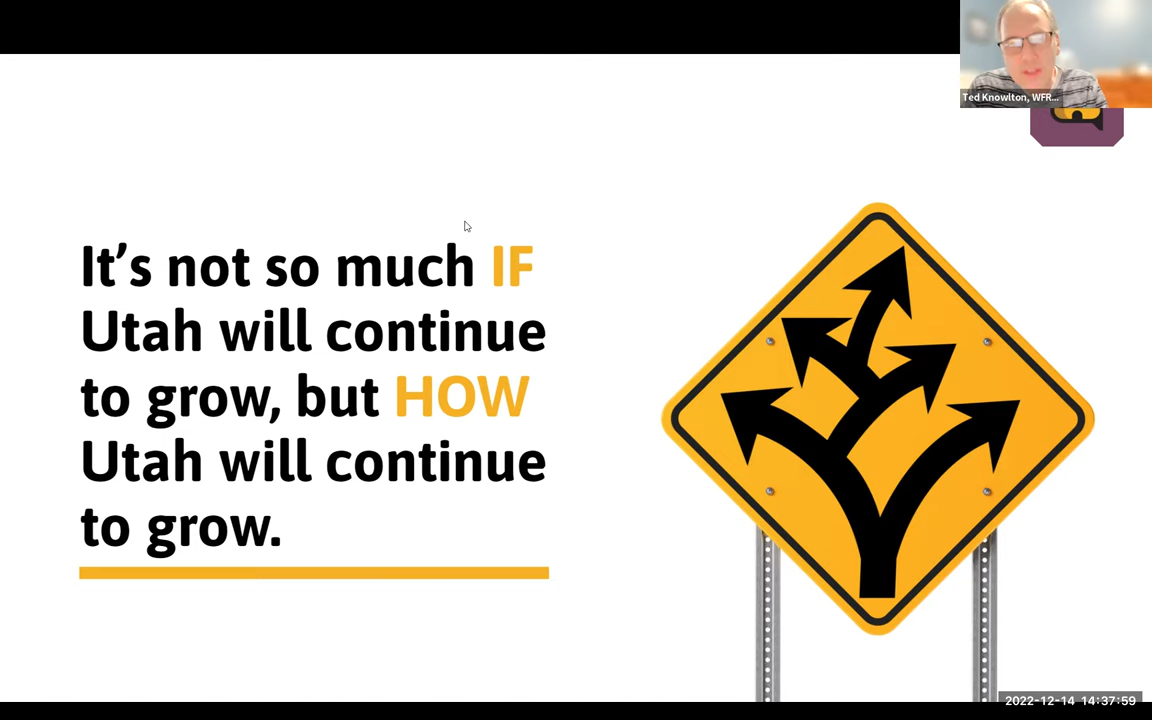 Ted Knowlton, WFR...
It’s not so much IF
Utah will continue
to grow, but HOW
Utah will continue
to grow.
2022-12-14 14:37:59